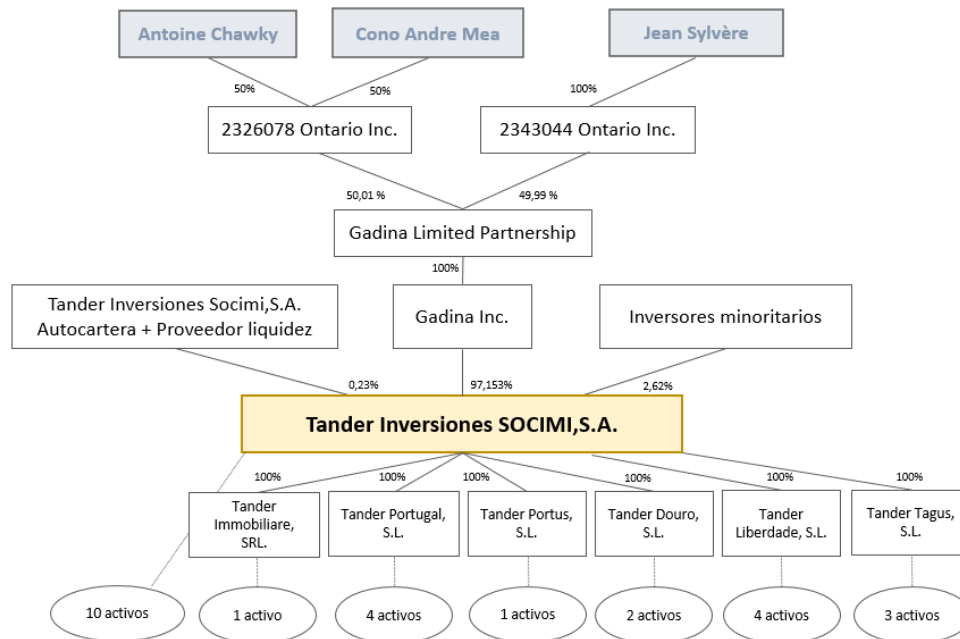 Antoine Chawky
Cono Andre Mea
Jean Sylvère
50%
50%
100%
2326078 Ontario Inc.
2343044 Ontario Inc.
50,01 %
49,99 %
Gadina Limited Partnership
100%
Tander Inversiones Socimi,S.A.
Autocartera + Proveedor liquidez
Gadina Inc.
Inversores minoritarios
0,23%
97,153%
2,62%
Tander Inversiones SOCIMI,S.A.
100%
100%
100%
100%
100%
100%
Tander
Immobiliare,
SRL.
Tander Portugal,
S.L.
Tander Portus,
S.L.
Tander Douro,
S.L.
Tander
Liberdade, S.L.
Tander Tagus,
S.L.
10 activos
1 activo
4 activos
1 activos
2 activos
4 activos
3 activos